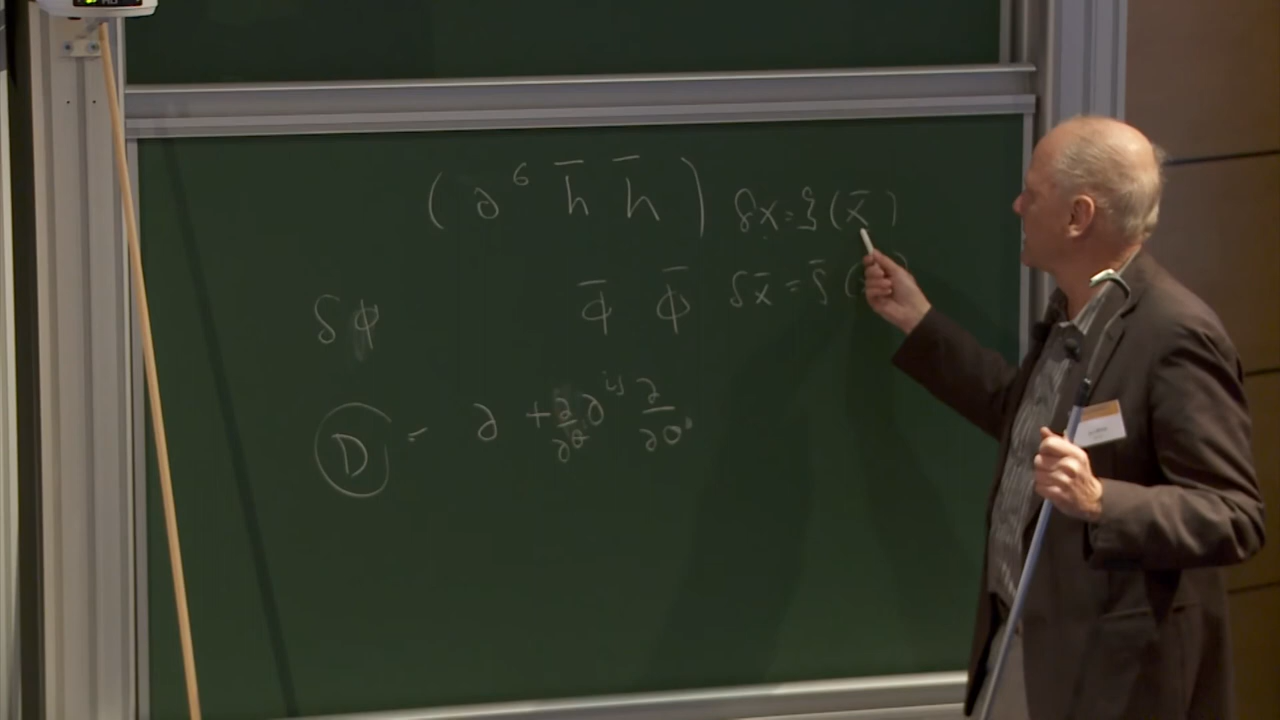 (∂⁶ h̄ h̄) δx = ξ(x̄)
δϕ ϕ̄ ϕ̄ δx̄ = ξ̄(
D = ∂ + ∂/∂θ ∂ ∂/∂θ